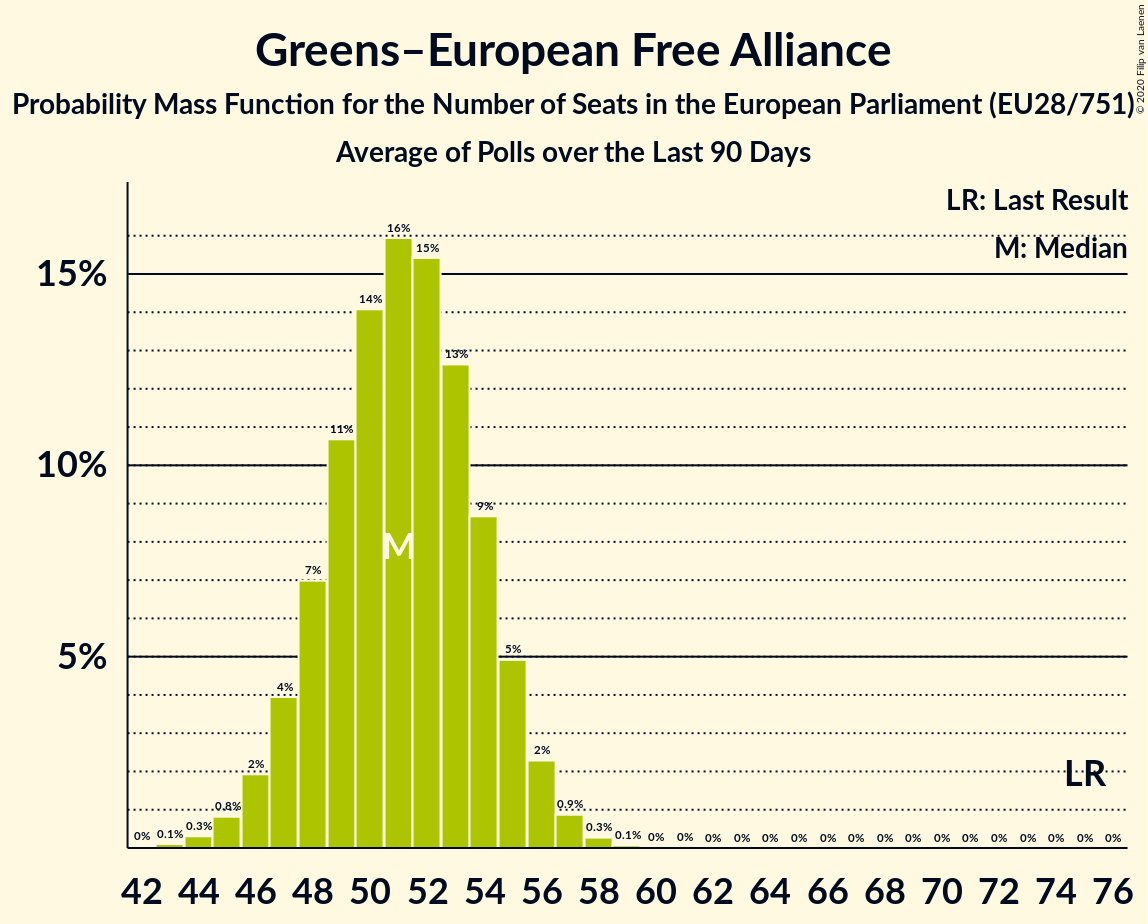 Greens–European Free Alliance
Probability Mass Function for the Number of Seats in the European Parliament (EU28/751)
Average of Polls over the Last 90 Days
© 2020 Filip van Laenen
LR: Last Result
M: Median
15%
10%
5%
0% 0.1% 0.3% 0.8% 2% 4% 7% 11% 14% 16% 15% 13% 9% 5% 2% 0.9% 0.3% 0.1% 0% 0% 0% 0% 0% 0% 0% 0% 0% 0% 0% 0% 0% 0% 0% 0% 0%
M
LR
42 44 46 48 50 52 54 56 58 60 62 64 66 68 70 72 74 76